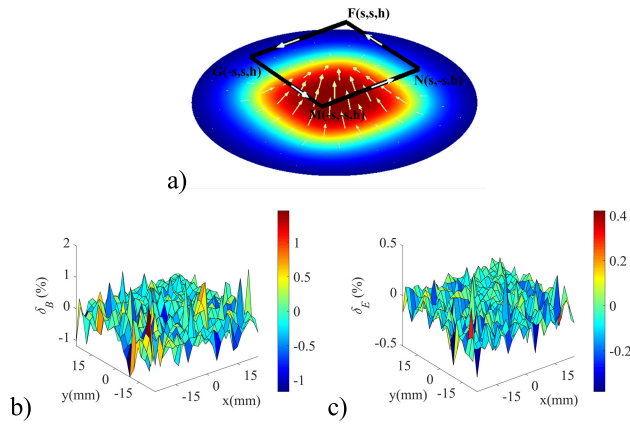 F(s,s,h)
G(-s,s,h)
N(s,-s,h)
M(-s,-s,h)
a)
2
1
0
-1
δB (%)
15
0
-15
y(mm)
-15
0
15
x(mm)
1
0.5
0
-0.5
-1
b)
0.5
0
-0.5
δE (%)
15
0
-15
y(mm)
-15
0
15
x(mm)
0.4
0.2
0
-0.2
c)